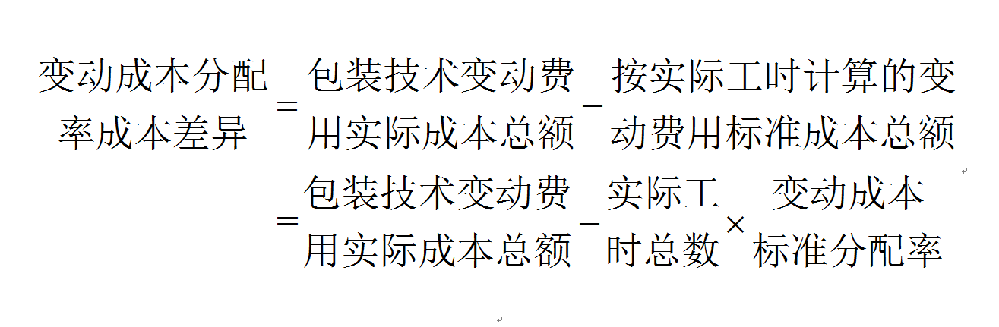 变动成本分配率成本差异 = 包装技术变动费用实际成本总额 − 按实际工时计算的变动费用标准成本总额
= 包装技术变动费用实际成本总额 − 实际工时总数 × 变动成本标准分配率